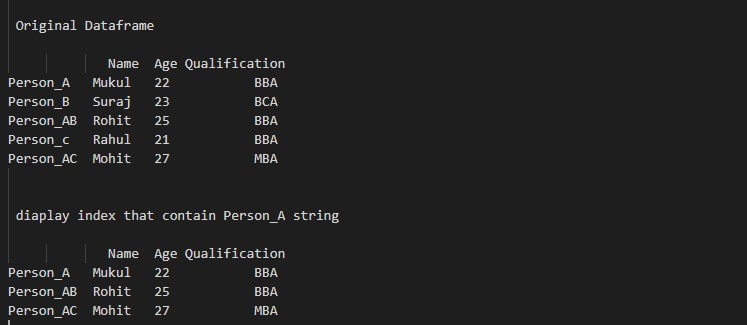 Original Dataframe
Name Age Qualification
Person_A Mukul 22 BBA
Person_B Suraj 23 BCA
Person_AB Rohit 25 BBA
Person_c Rahul 21 BBA
Person_AC Mohit 27 MBA
diaplay index that contain Person_A string
Name Age Qualification
Person_A Mukul 22 BBA
Person_AB Rohit 25 BBA
Person_AC Mohit 27 MBA